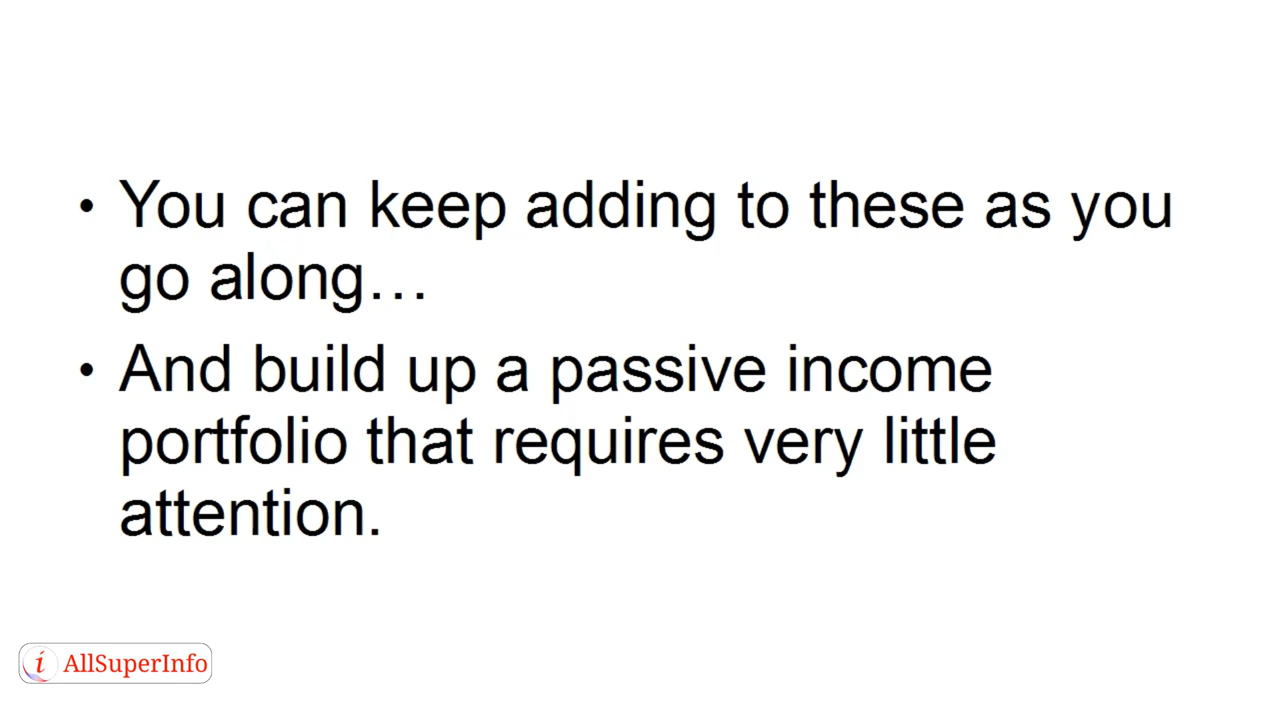 • You can keep adding to these as you
go along…
• And build up a passive income
portfolio that requires very little
attention.
i AllSuperInfo